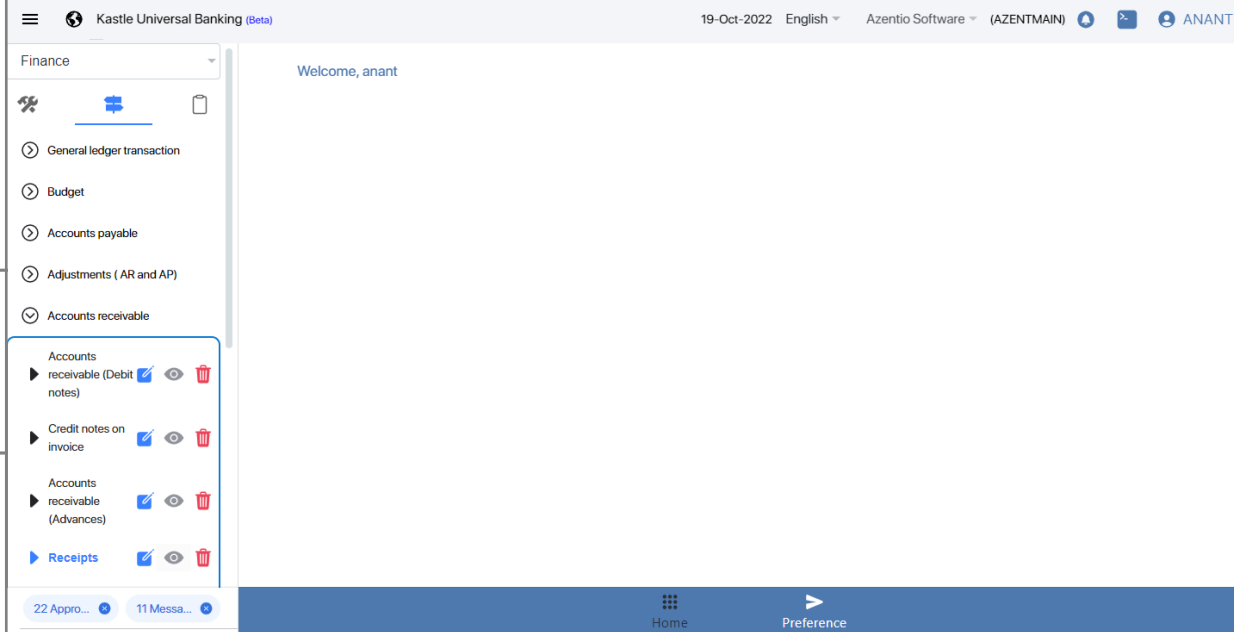 Kastle Universal Banking (Beta)
19-Oct-2022 English Azentio Software (AZENTMAIN) ANANT
Finance
Welcome, anant
General ledger transaction
Budget
Accounts payable
Adjustments ( AR and AP)
Accounts receivable
Accounts
receivable (Debit
notes)
Credit notes on
invoice
Accounts
receivable
(Advances)
Receipts
22 Appro...
11 Messa...
Home
Preference